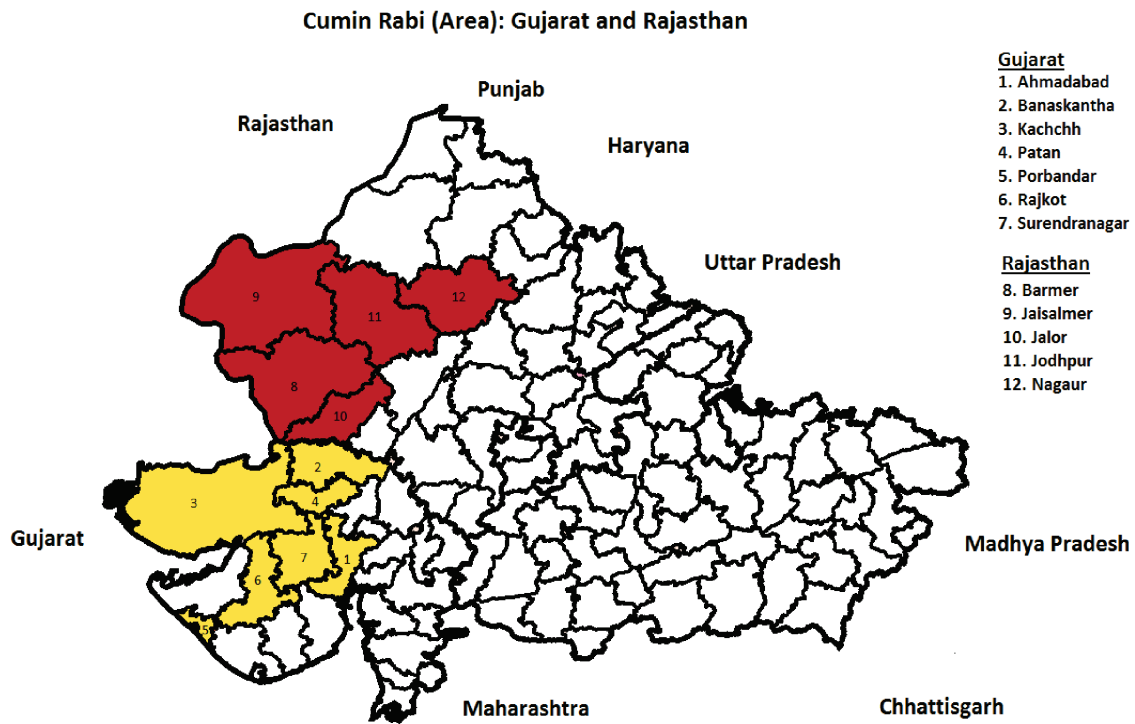 Cumin Rabi (Area): Gujarat and Rajasthan
Gujarat
1. Ahmadabad
2. Banaskantha
3. Kachchh
4. Patan
5. Porbandar
6. Rajkot
7. Surendranagar
Rajasthan
8. Barmer
9. Jaisalmer
10. Jalor
11. Jodhpur
12. Nagaur
Punjab
Rajasthan
Haryana
Uttar Pradesh
9
12
11
8
10
2
3
4
Gujarat
Madhya Pradesh
7
1
6
5
Maharashtra
Chhattisgarh